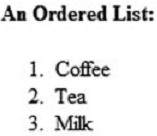 An Ordered List:
1. Coffee
2. Tea
3. Milk